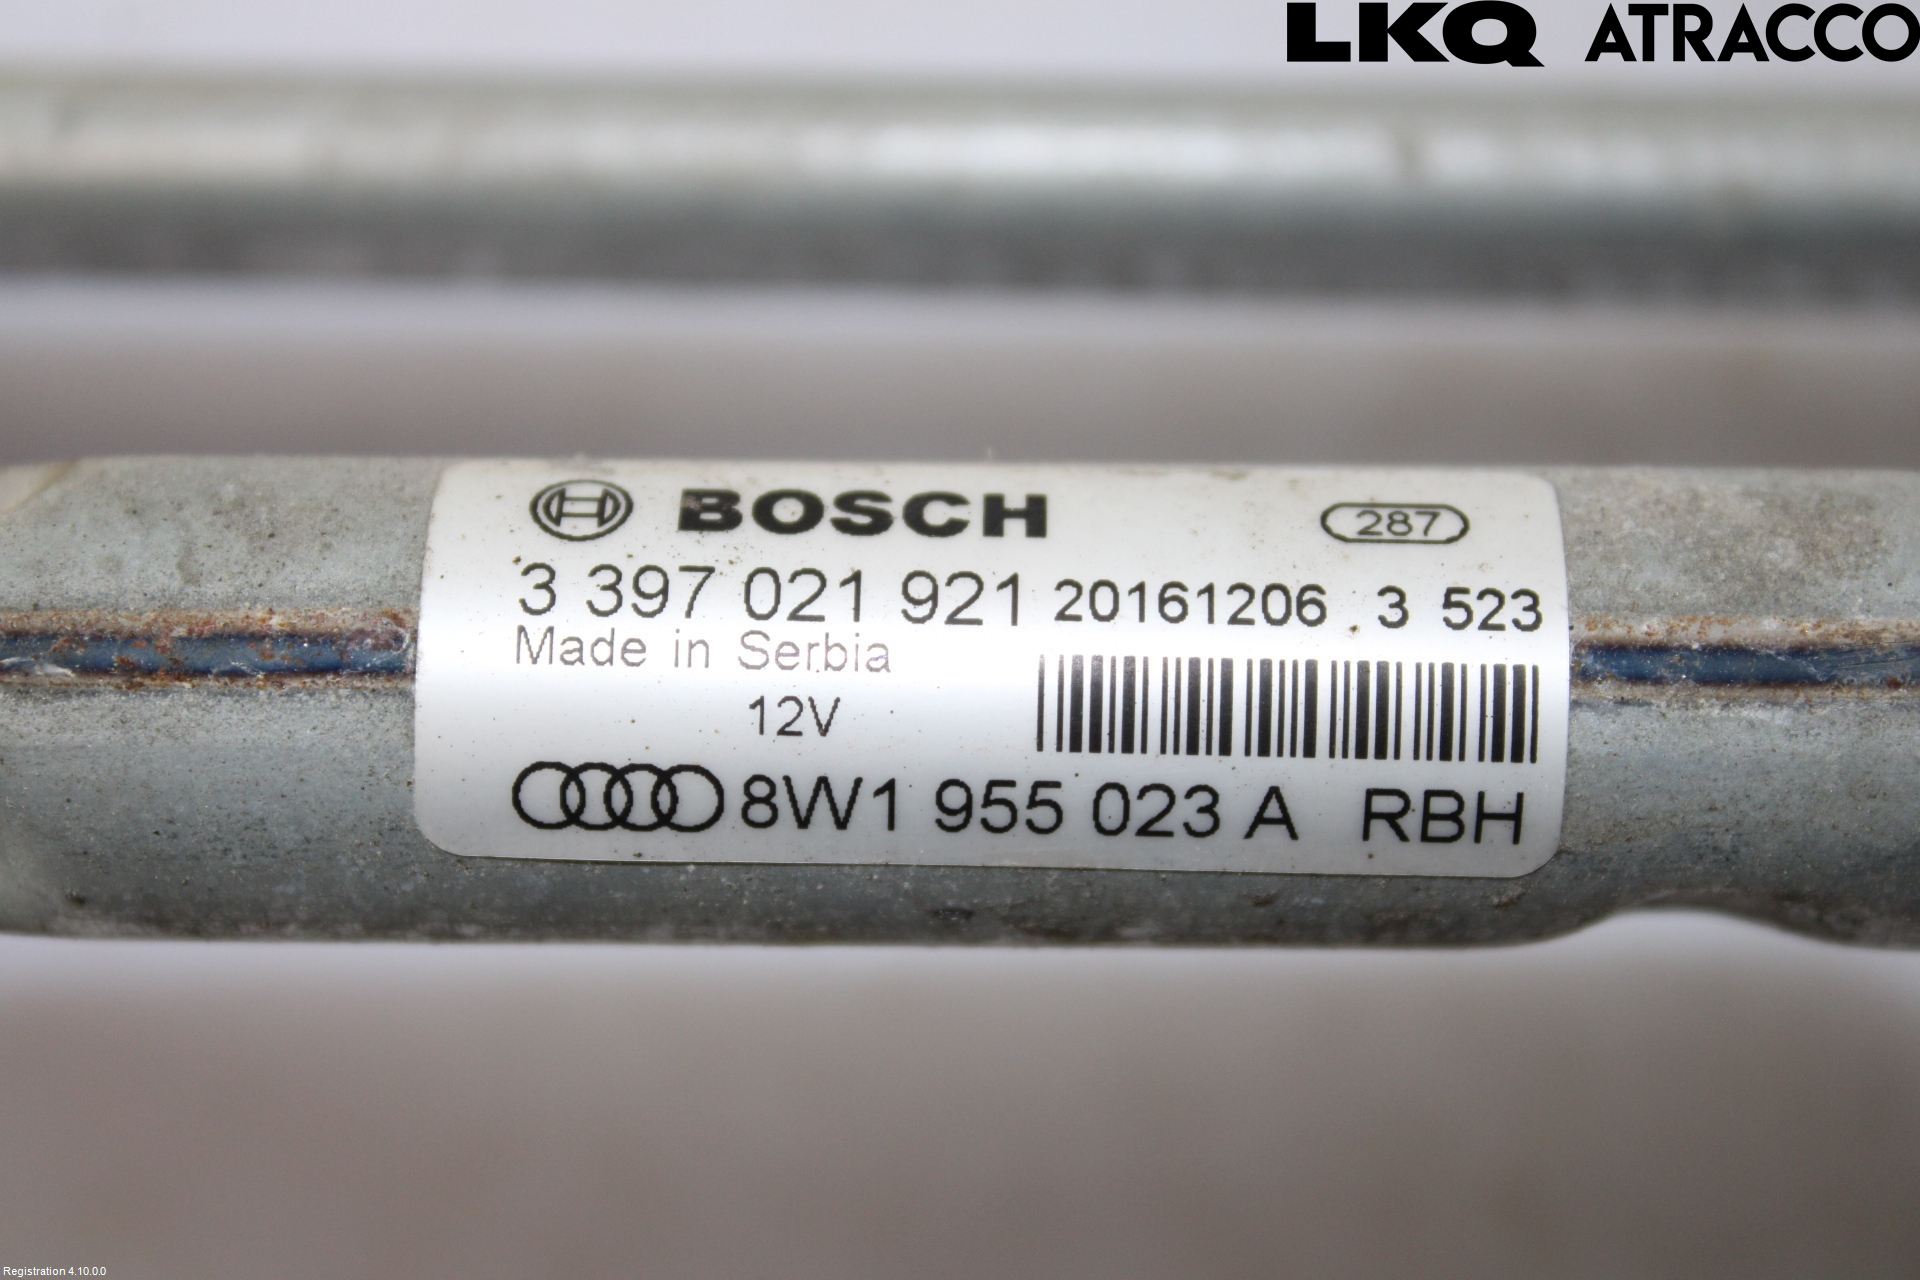 LKQ ATRACCO
BOSCH 287
3 397 021 921 20161206 3 523
Made in Serbia
12V
8W1 955 023 A RBH
Registration 4.10.0.0